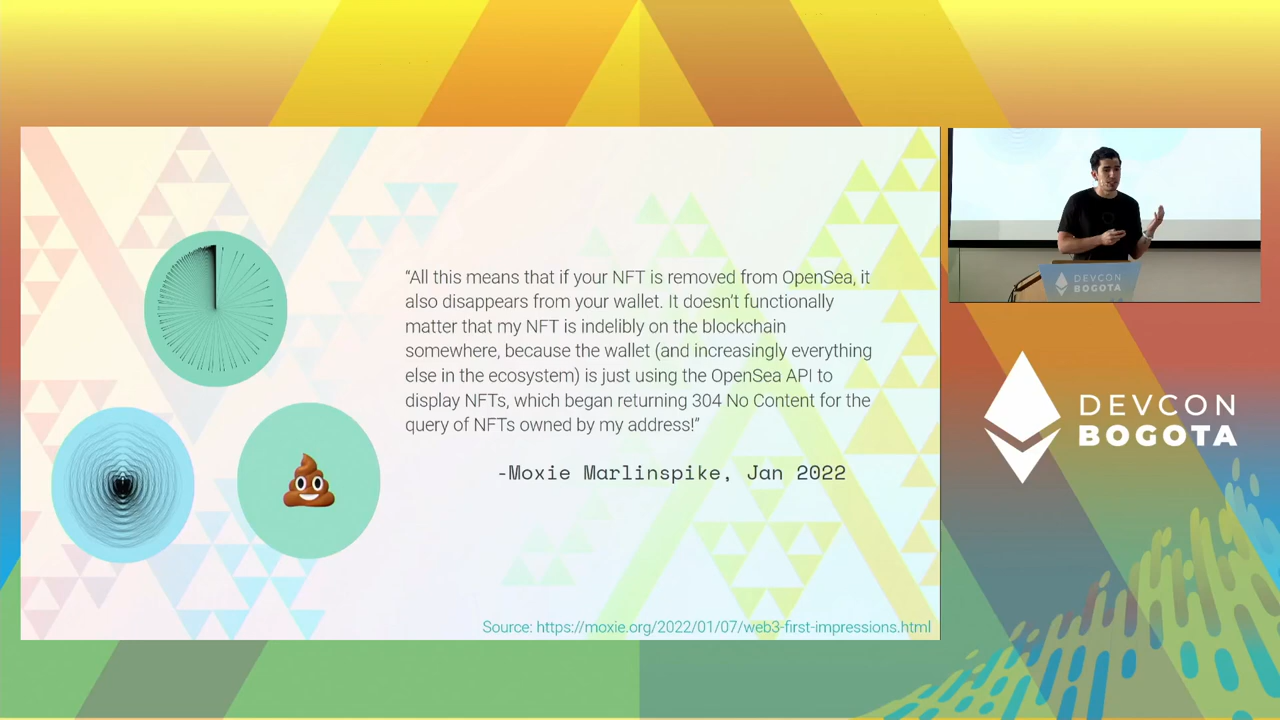 “All this means that if your NFT is removed from OpenSea, it
also disappears from your wallet. It doesn’t functionally
matter that my NFT is indelibly on the blockchain
somewhere, because the wallet (and increasingly everything
else in the ecosystem) is just using the OpenSea API to
display NFTs, which began returning 304 No Content for the
query of NFTs owned by my address!”
-Moxie Marlinspike, Jan 2022
Source: https://moxie.org/2022/01/07/web3-first-impressions.html
DEVCON
BOGOTA
DEVCON
BOGOTA